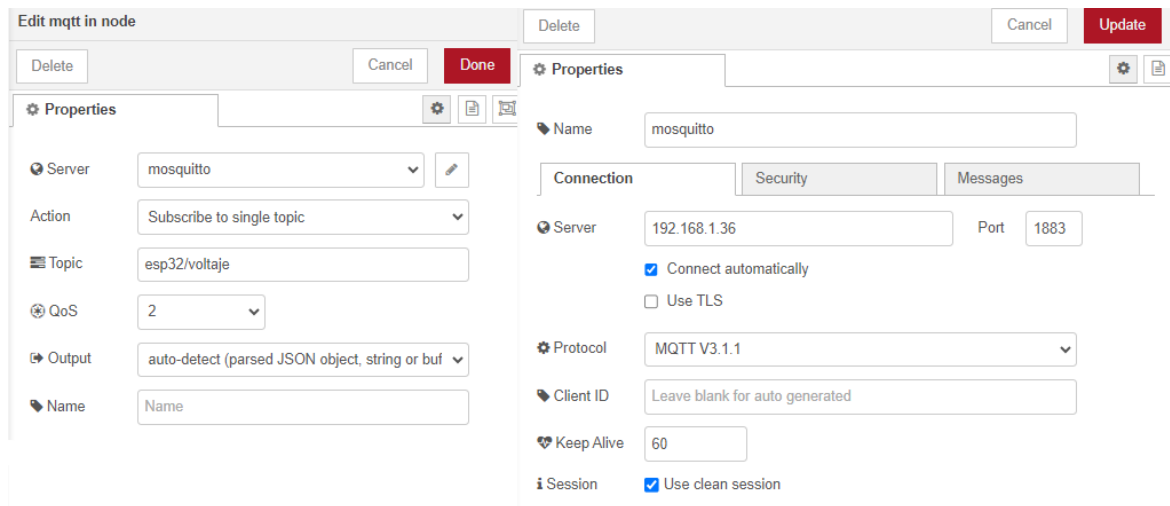 Edit mqtt in node
Delete
Cancel
Done
Properties
Server
mosquitto
Action
Subscribe to single topic
Topic
esp32/voltaje
QoS
2
Output
auto-detect (parsed JSON object, string or buf
Name
Name
Delete
Cancel
Update
Properties
Name
mosquitto
Connection
Security
Messages
Server
192.168.1.36
Port
1883
Connect automatically
Use TLS
Protocol
MQTT V3.1.1
Client ID
Leave blank for auto generated
Keep Alive
60
Session
Use clean session